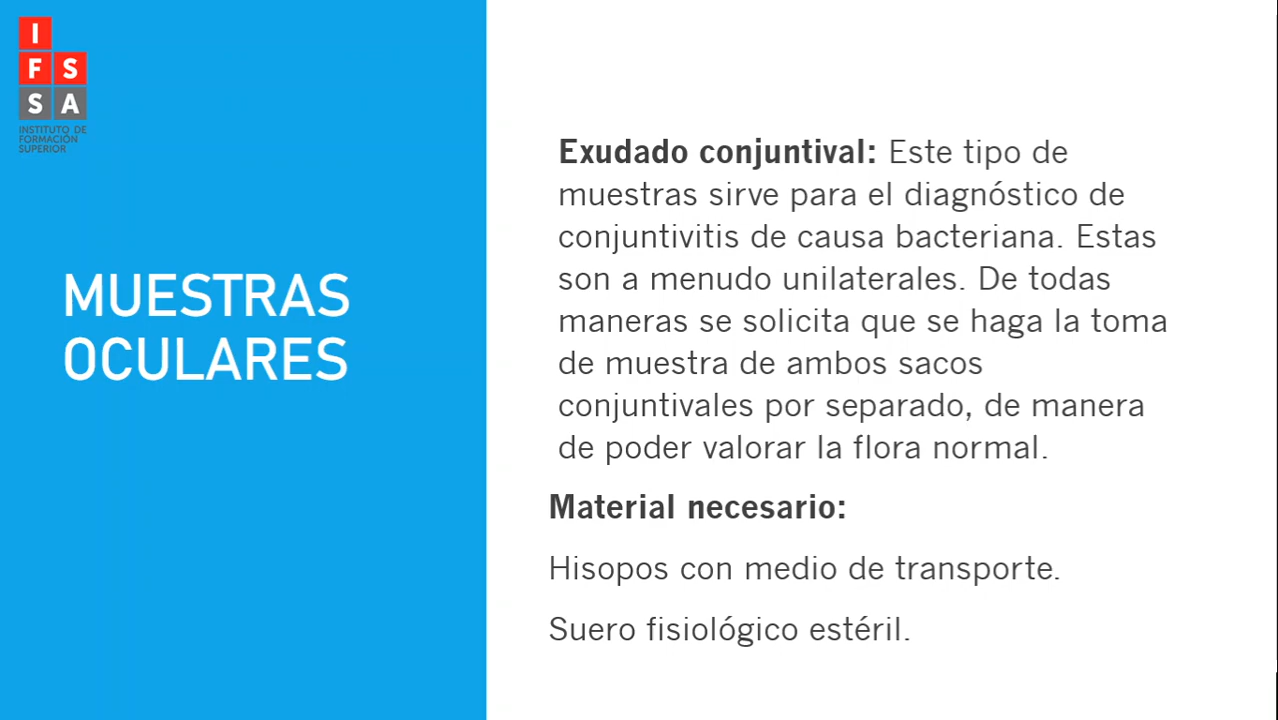 I
F S
S A
INSTITUTO DE
FORMACIÓN
SUPERIOR
MUESTRAS
OCULARES
Exudado conjuntival: Este tipo de
muestras sirve para el diagnóstico de
conjuntivitis de causa bacteriana. Estas
son a menudo unilaterales. De todas
maneras se solicita que se haga la toma
de muestra de ambos sacos
conjuntivales por separado, de manera
de poder valorar la flora normal.
Material necesario:
Hisopos con medio de transporte.
Suero fisiológico estéril.